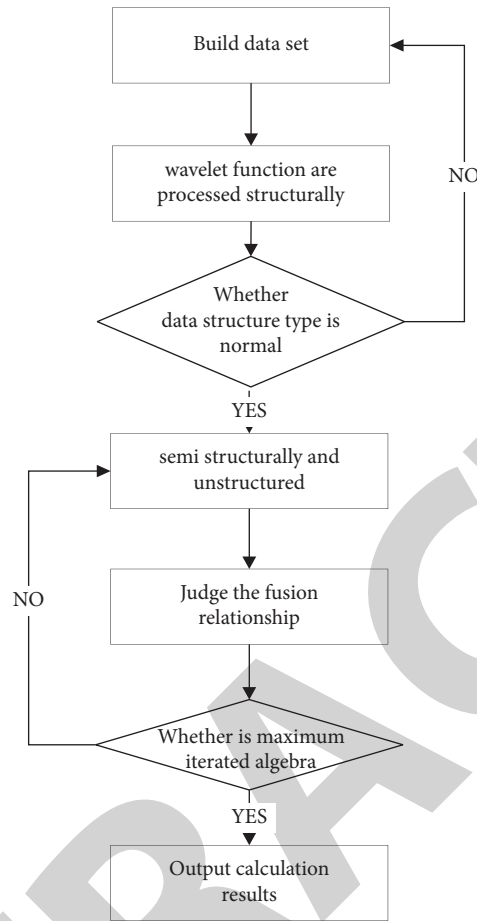 Build data set
wavelet function are
processed structurally
NO
Whether
data structure type is
normal
YES
semi structurally and
unstructured
NO
Judge the fusion
relationship
Whether is maximum
iterated algebra
YES
Output calculation
results